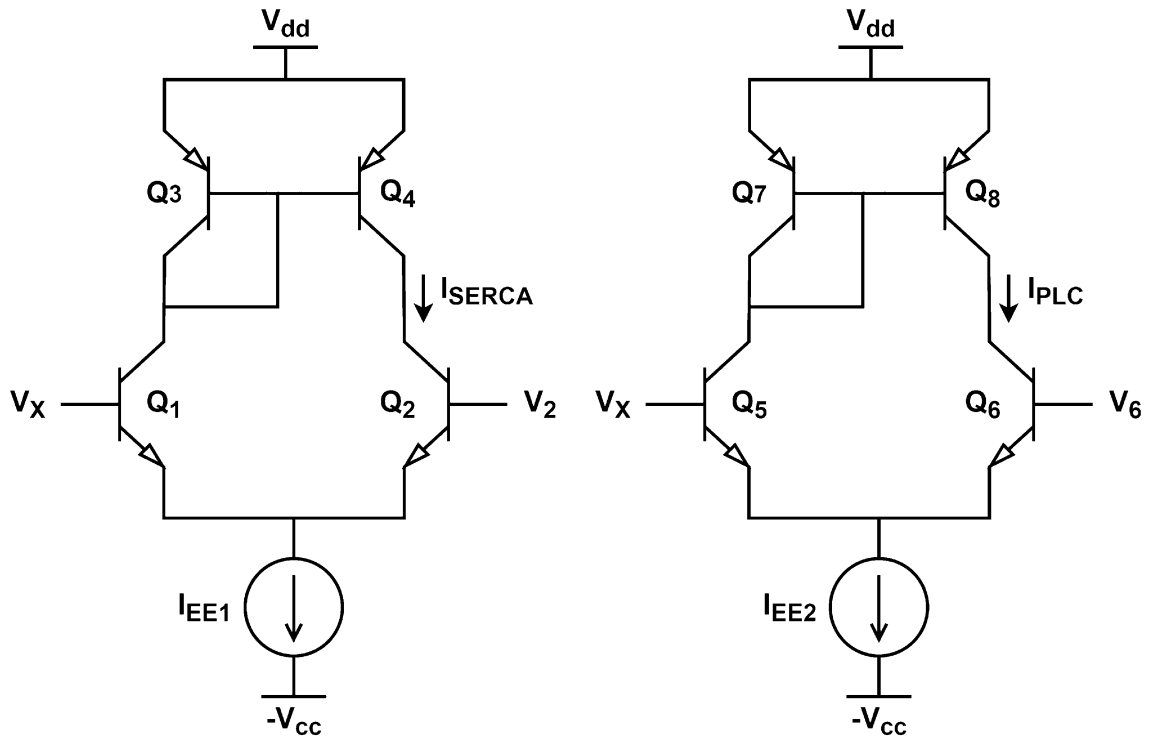 Vdd Vdd
Q3 Q4 Q7 Q8
ISERCA IPLC
VX Q1 Q2 V2 VX Q5 Q6 V6
IEE1 IEE2
-Vcc -Vcc